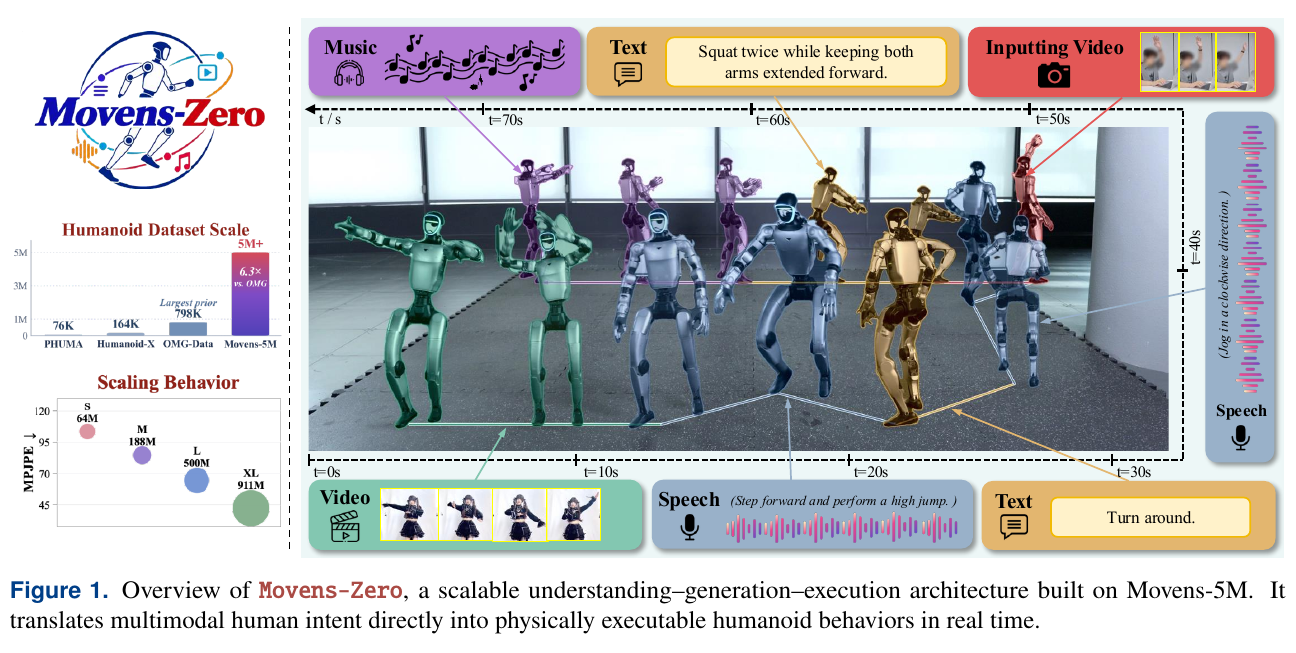 Movens-Zero
Humanoid Dataset Scale
5M+
5M
6.3×
vs. OMG
3M
Largest prior
798K
1M
164K
76K
0
PHUMA
Humanoid-X
OMG-Data
Movens-5M
Scaling Behavior
MPJPE ↓
120
95
70
45
S
64M
M
188M
L
500M
XL
911M
Music
Text
Squat twice while keeping both
arms extended forward.
Inputting Video
t / s
t=70s
t=60s
t=50s
t=40s
(Jog in a clockwise direction. )
Speech
t=0s
t=10s
t=20s
t=30s
Video
Speech
(Step forward and perform a high jump. )
Text
Turn around.
Figure 1. Overview of Movens-Zero, a scalable understanding–generation–execution architecture built on Movens-5M. It
translates multimodal human intent directly into physically executable humanoid behaviors in real time.